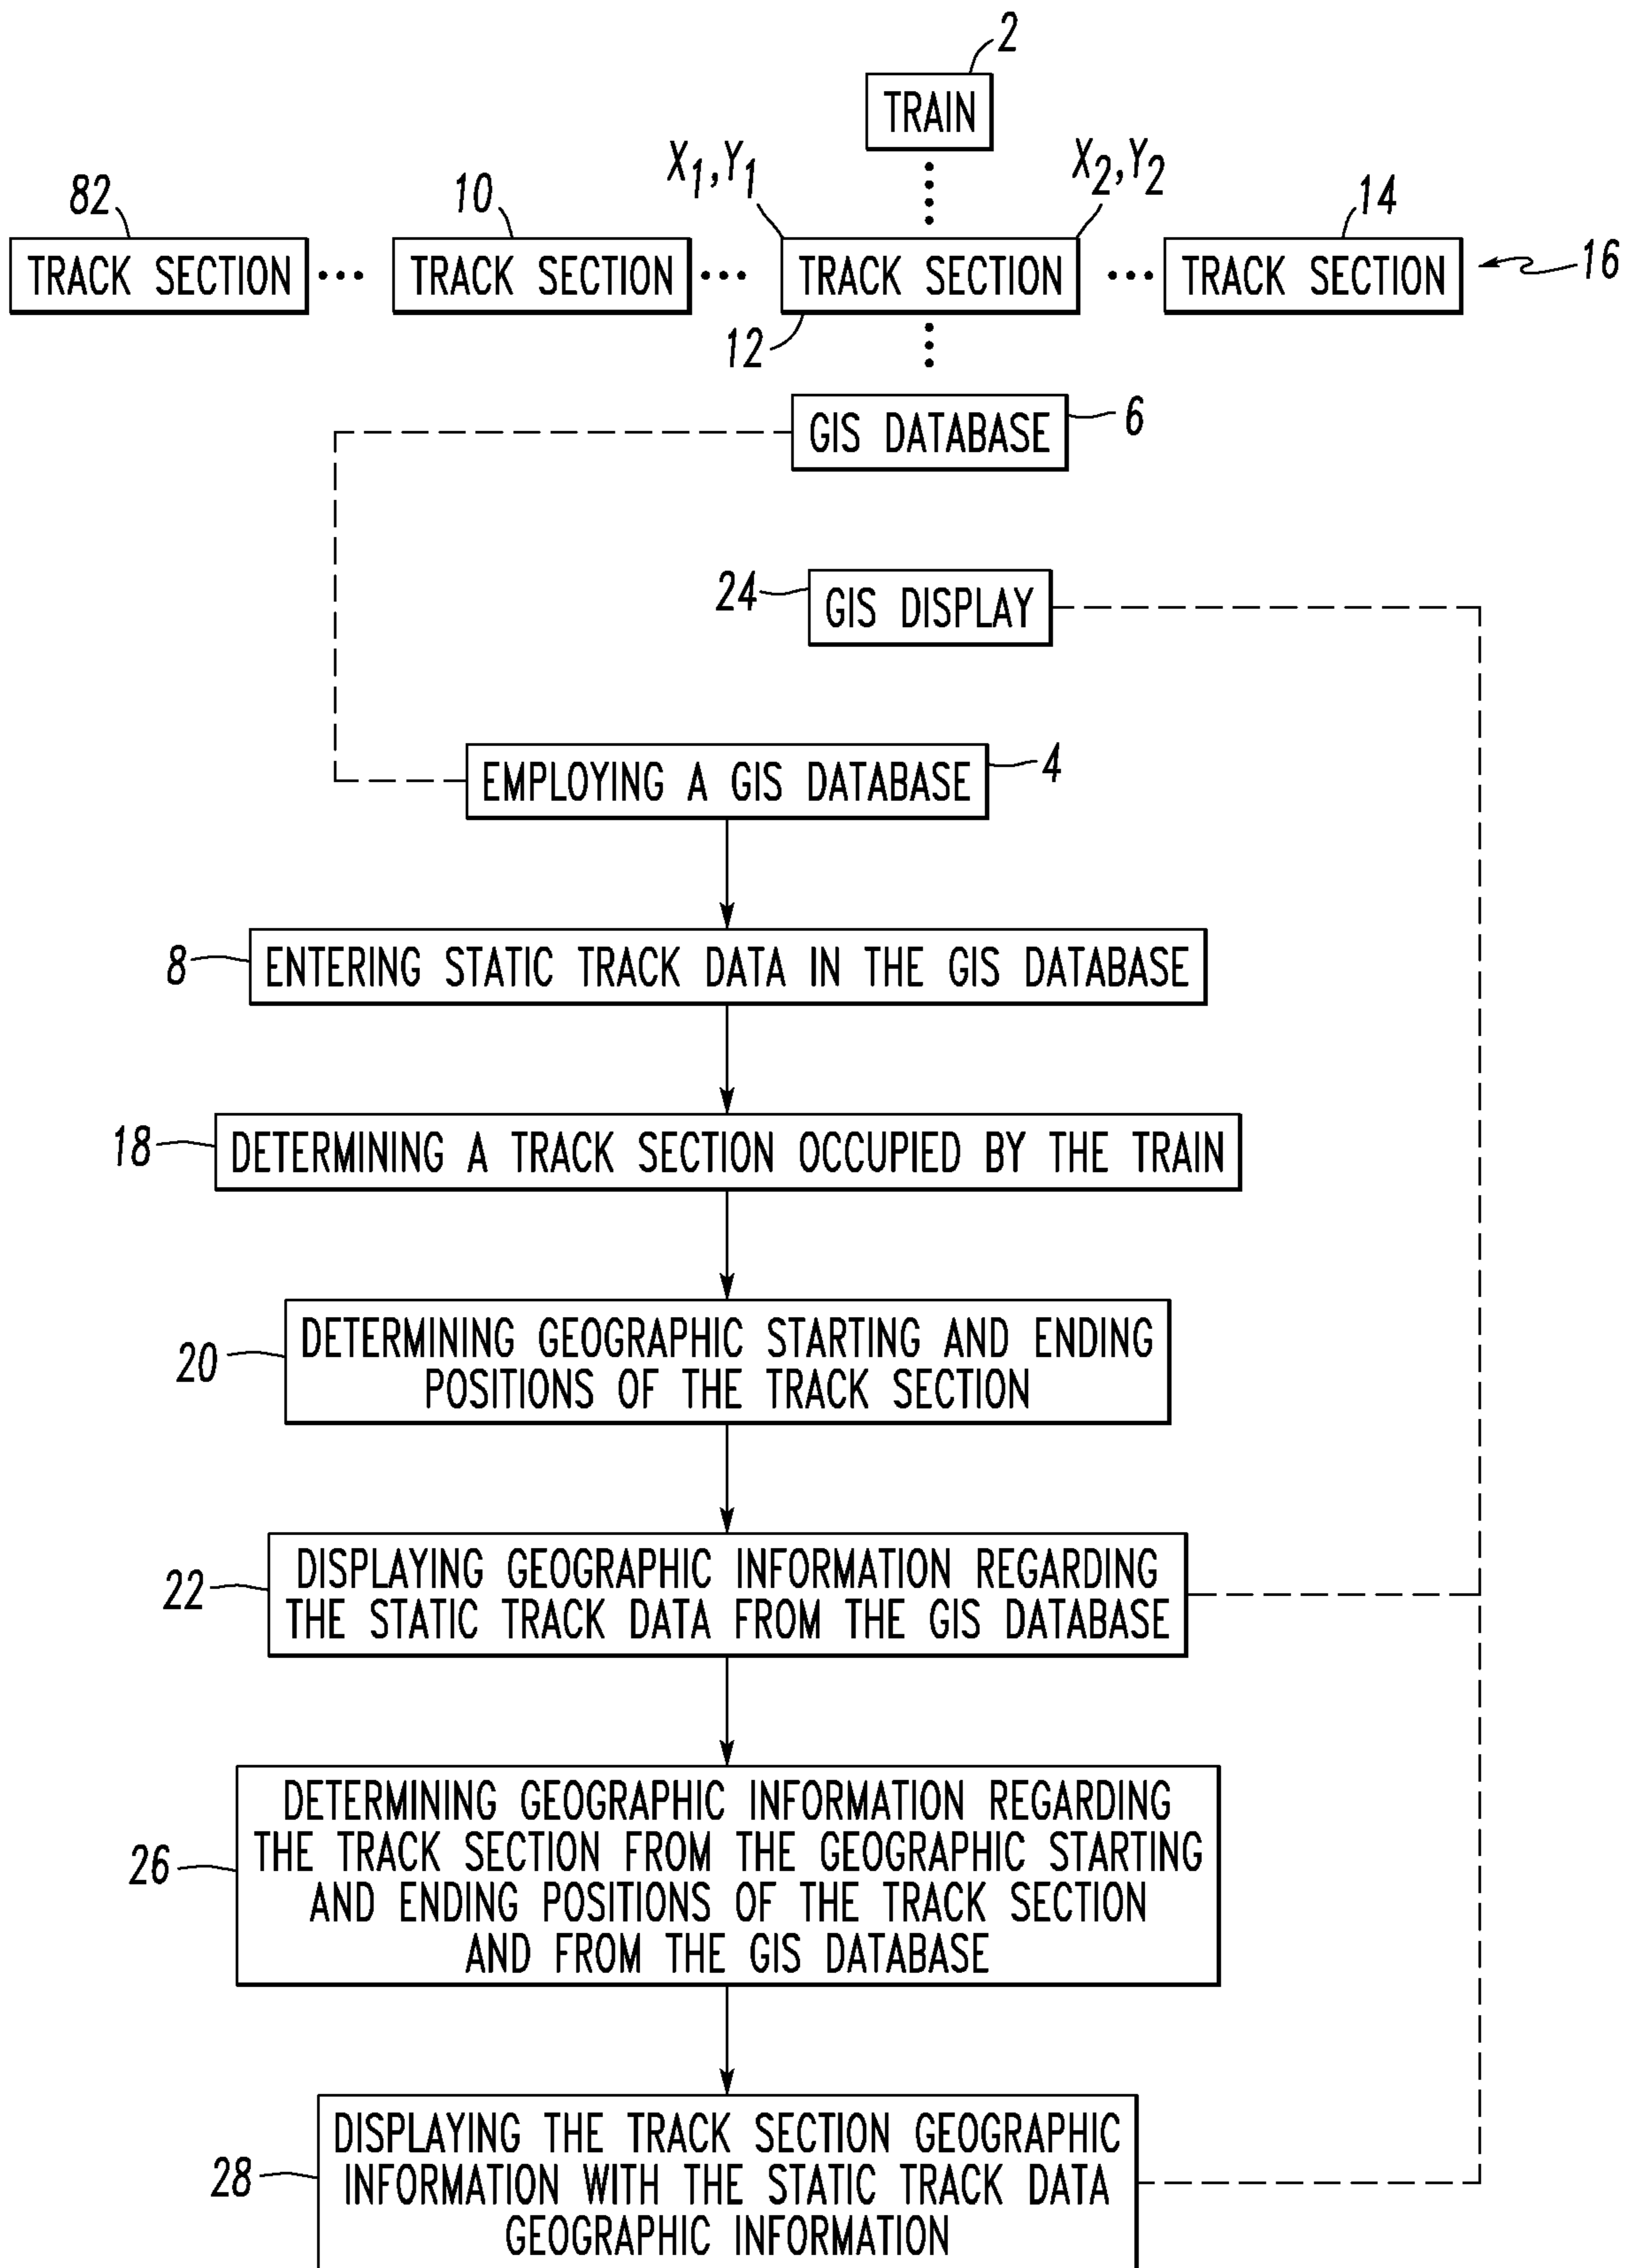 2
TRAIN
X1,Y1
X2,Y2
82
10
14
TRACK SECTION
TRACK SECTION
TRACK SECTION
TRACK SECTION
16
12
GIS DATABASE
6
24
GIS DISPLAY
EMPLOYING A GIS DATABASE
4
8
ENTERING STATIC TRACK DATA IN THE GIS DATABASE
18
DETERMINING A TRACK SECTION OCCUPIED BY THE TRAIN
20
DETERMINING GEOGRAPHIC STARTING AND ENDING
POSITIONS OF THE TRACK SECTION
22
DISPLAYING GEOGRAPHIC INFORMATION REGARDING
THE STATIC TRACK DATA FROM THE GIS DATABASE
26
DETERMINING GEOGRAPHIC INFORMATION REGARDING
THE TRACK SECTION FROM THE GEOGRAPHIC STARTING
AND ENDING POSITIONS OF THE TRACK SECTION
AND FROM THE GIS DATABASE
28
DISPLAYING THE TRACK SECTION GEOGRAPHIC
INFORMATION WITH THE STATIC TRACK DATA
GEOGRAPHIC INFORMATION